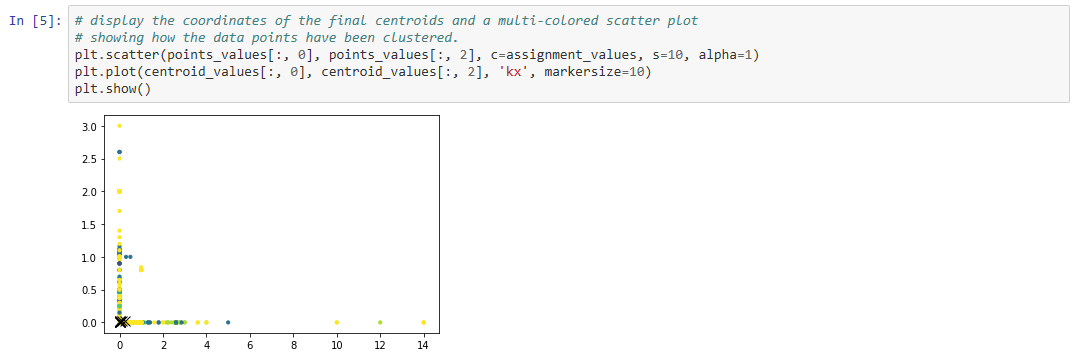 In [5]: # display the coordinates of the final centroids and a multi-colored scatter plot
# showing how the data points have been clustered.
plt.scatter(points_values[:, 0], points_values[:, 2], c=assignment_values, s=10, alpha=1)
plt.plot(centroid_values[:, 0], centroid_values[:, 2], 'kx', markersize=10)
plt.show()
3.0
2.5
2.0
1.5
1.0
0.5
0.0
0 2 4 6 8 10 12 14